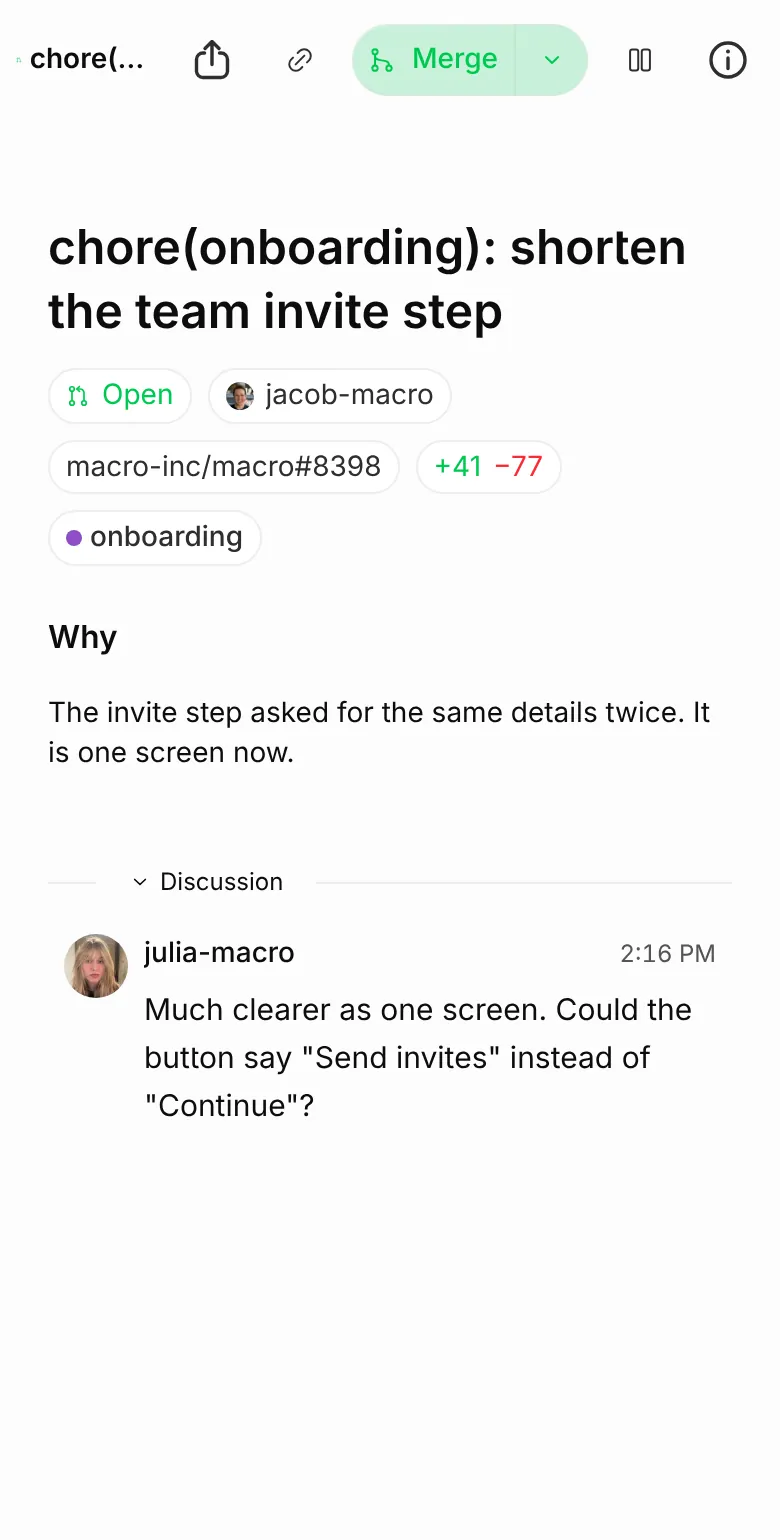 chore(...
Merge
chore(onboarding): shorten
the team invite step
Open
jacob-macro
macro-inc/macro#8398
+41 −77
onboarding
Why
The invite step asked for the same details twice. It
is one screen now.
Discussion
julia-macro
2:16 PM
Much clearer as one screen. Could the
button say "Send invites" instead of
"Continue"?